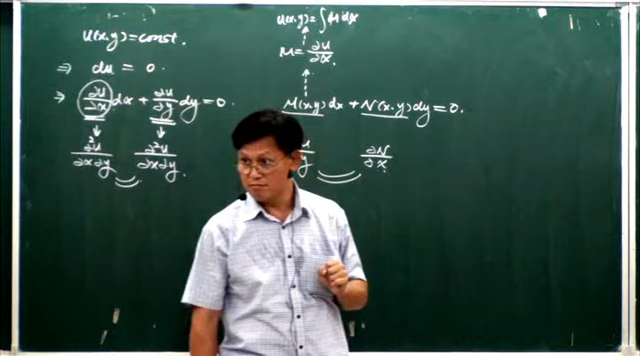 u(x,y)=const.
⇒ du = 0.
⇒ ∂u/∂x dx + ∂u/∂y dy = 0.
∂²u/∂x∂y ∂²u/∂x∂y.
u(x,y)=∫M dx
M= ∂u/∂x.
M(x,y)dx + N(x,y)dy = 0.
∂N/∂x.